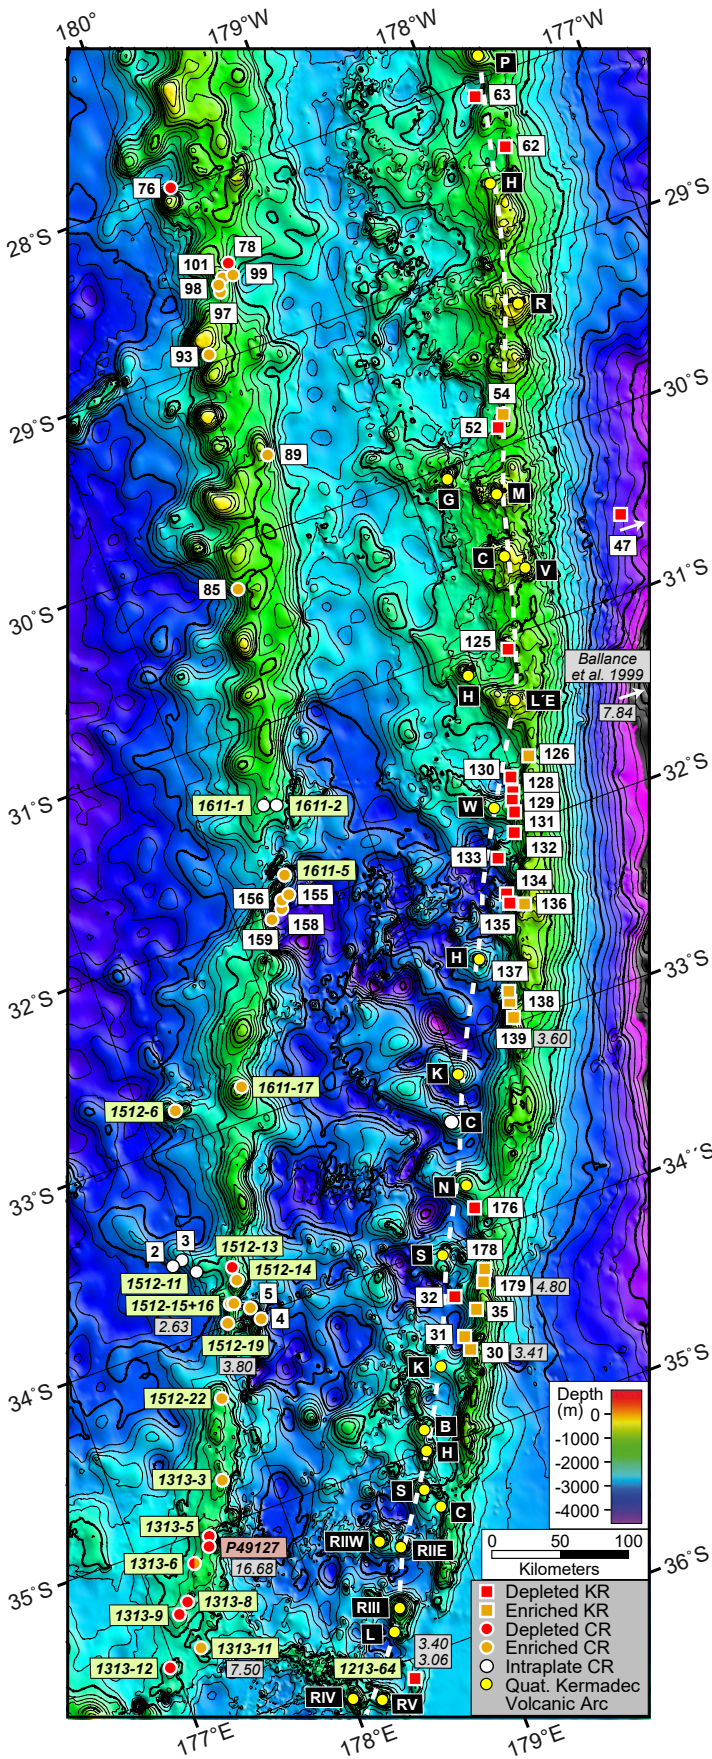 180°
179°W
178°W
177°W
P
63
62
H
76
29°S
28°S
78
101
99
98
97
R
93
30°S
54
52
29°S
89
G
M
47
C
V
31°S
85
30°S
125
Ballance
et al. 1999
7.84
H
L'E
126
32°S
130
128
1611-1
1611-2
W
129
31°S
131
132
133
1611-5
134
156
155
136
135
158
159
H
33°S
137
32°S
138
139
3.60
K
1611-17
1512-6
C
34°S
N
33°S
176
3
2
1512-13
178
S
1512-14
1512-11
179
4.80
5
32
1512-15+16
35
4
2.63
31
1512-19
30
3.41
3.80
K
35°S
34°S
1512-22
Depth
(m)
0
-1000
-2000
-3000
-4000
B
H
1313-3
S
C
1313-5
RIIW
RIIE
P49127
1313-6
16.68
0
50
100
Kilometers
36°S
35°S
Depleted KR
Enriched KR
Depleted CR
Enriched CR
Intraplate CR
Quat. Kermadec
Volcanic Arc
1313-8
RIII
1313-9
L
1313-11
3.40
3.06
1313-12
7.50
1213-64
RIV
RV
177°E
178°E
179°E